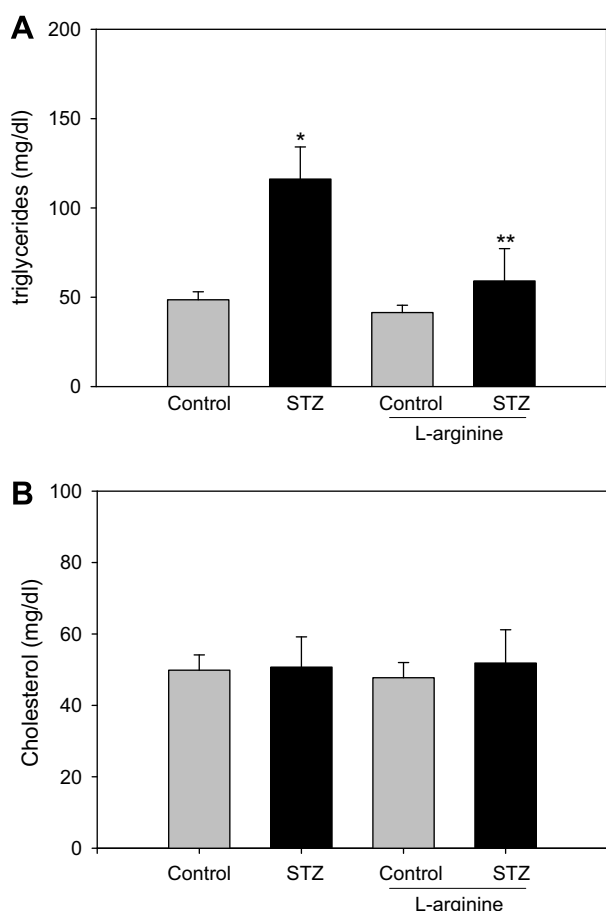 A
triglycerides (mg/dl)
200
150
100
50
0
*
**
Control STZ Control STZ
L-arginine
B
Cholesterol (mg/dl)
100
80
60
40
20
0
Control STZ Control STZ
L-arginine